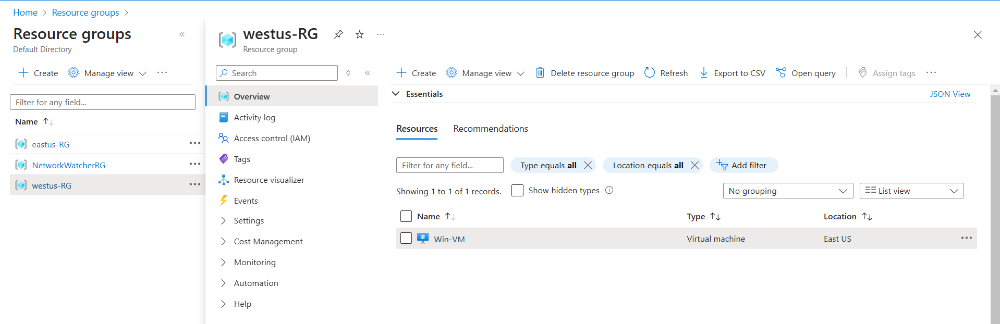 Home > Resource groups >
Resource groups
Default Directory
Create Manage view
Filter for any field...
Name
eastus-RG
NetworkWatcherRG
westus-RG
westus-RG
Resource group
Search
Overview
Activity log
Access control (IAM)
Tags
Resource visualizer
Events
Settings
Cost Management
Monitoring
Automation
Help
Create Manage view Delete resource group Refresh Export to CSV Open query Assign tags
Essentials JSON View
Resources Recommendations
Filter for any field... Type equals all Location equals all Add filter
Showing 1 to 1 of 1 records. Show hidden types No grouping List view
Name Type Location
Win-VM Virtual machine East US